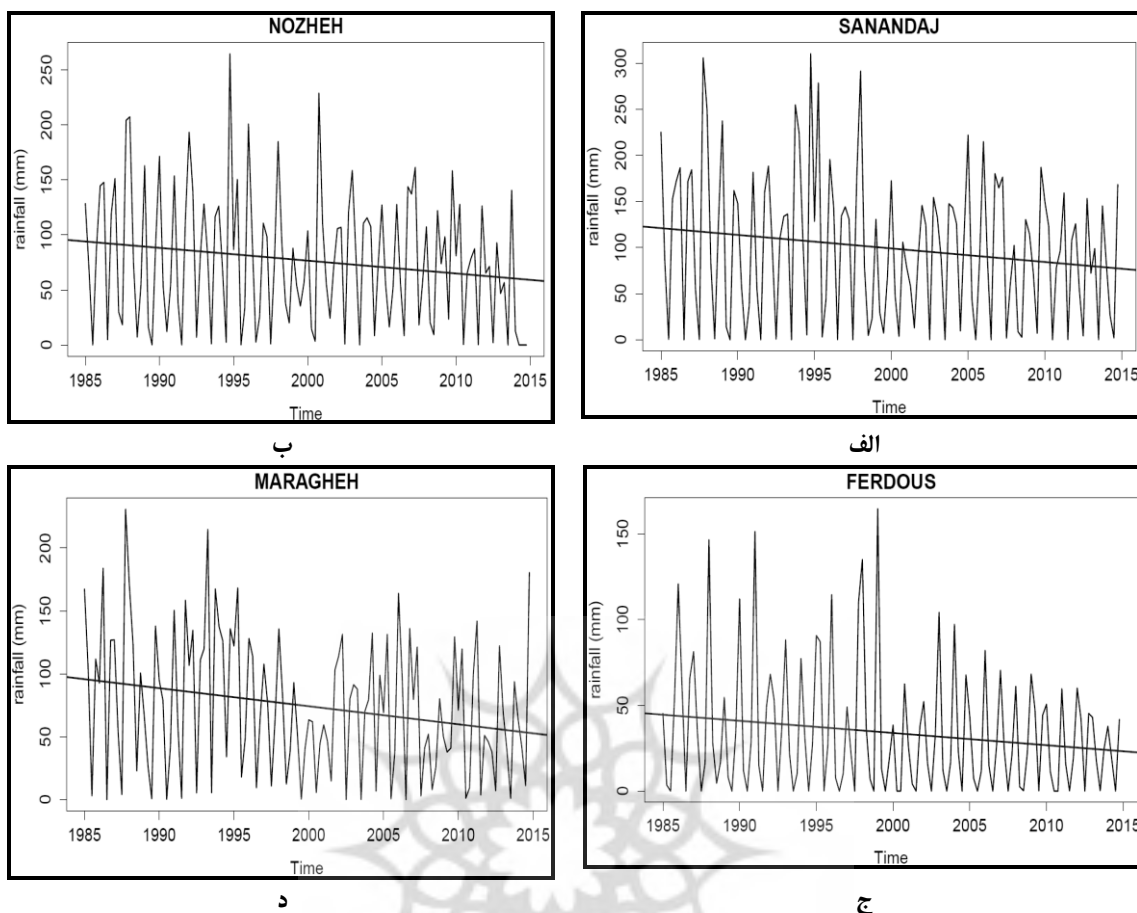 NOZHEH
rainfall (mm)
0 50 100 150 200 250
1985 1990 1995 2000 2005 2010 2015
Time
ب
SANANDAJ
rainfall (mm)
0 50 100 150 200 250 300
1985 1990 1995 2000 2005 2010 2015
Time
الف
MARAGHEH
rainfall (mm)
0 50 100 150 200
1985 1990 1995 2000 2005 2010 2015
Time
د
FERDOUS
rainfall (mm)
0 50 100 150
1985 1990 1995 2000 2005 2010 2015
Time
ج